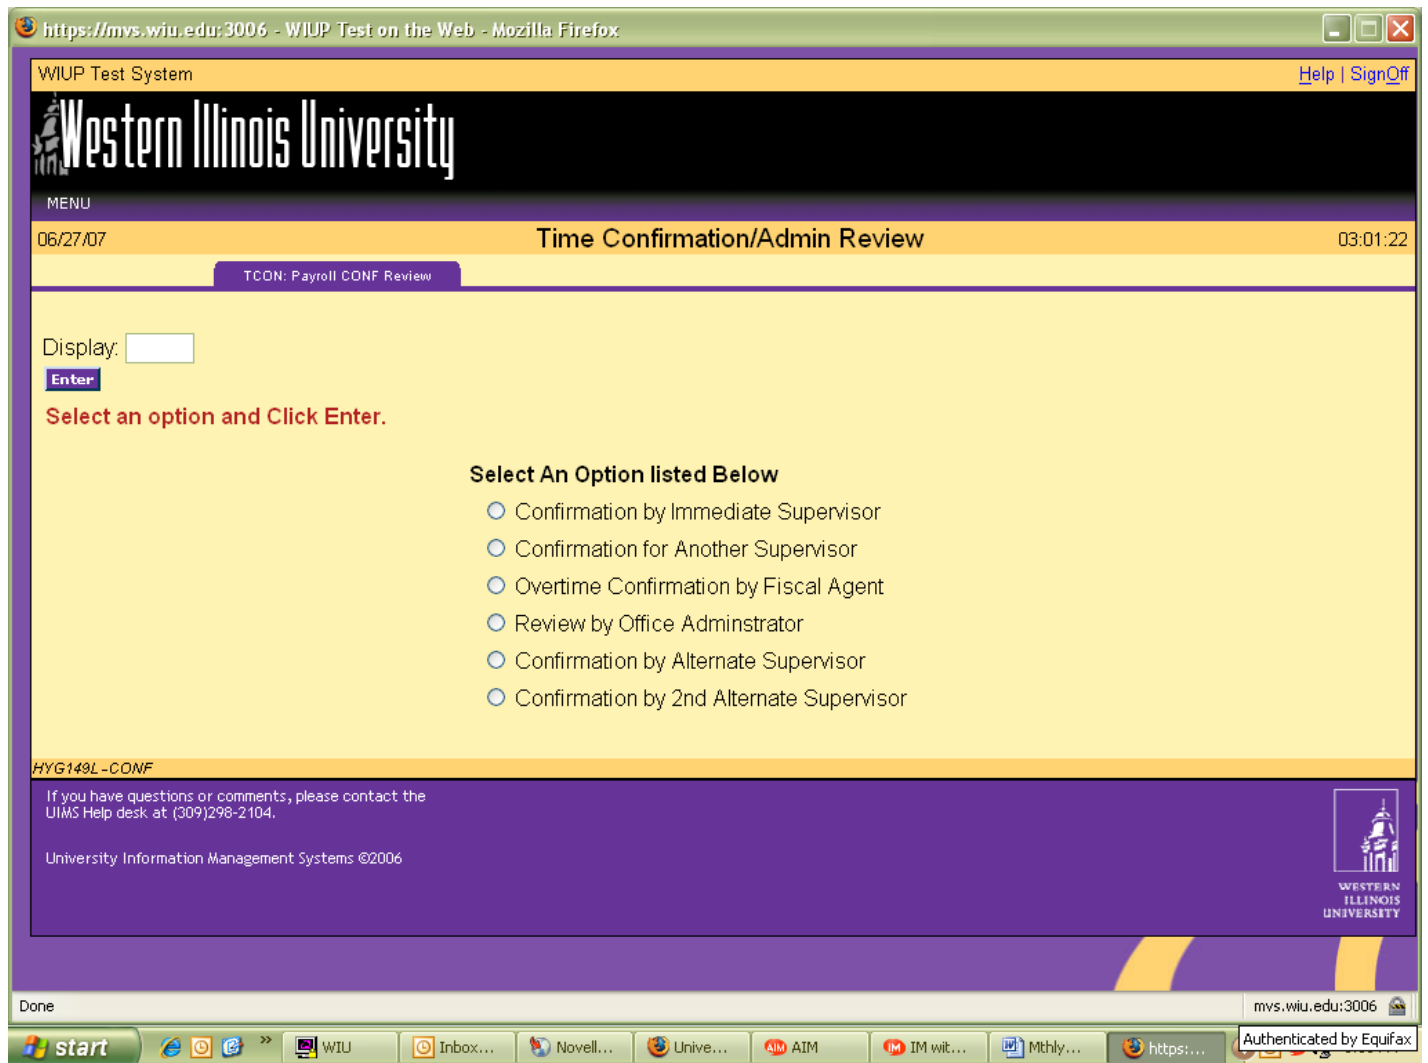 https://mvs.wiu.edu:3006 - WIUP Test on the Web - Mozilla Firefox
WIUP Test System
Help | SignOff
Western Illinois University
MENU
06/27/07
Time Confirmation/Admin Review
03:01:22
TCON: Payroll CONF Review
Display:
Enter
Select an option and Click Enter.
Select An Option listed Below
Confirmation by Immediate Supervisor
Confirmation for Another Supervisor
Overtime Confirmation by Fiscal Agent
Review by Office Adminstrator
Confirmation by Alternate Supervisor
Confirmation by 2nd Alternate Supervisor
HYG149L-CONF
If you have questions or comments, please contact the
UIMS Help desk at (309)298-2104.
University Information Management Systems ©2006
WESTERN
ILLINOIS
UNIVERSITY
Done
mvs.wiu.edu:3006
Authenticated by Equifax
start
»
WIU
Inbox...
Novell...
Unive...
AIM
IM wit...
Mthly...
https:...